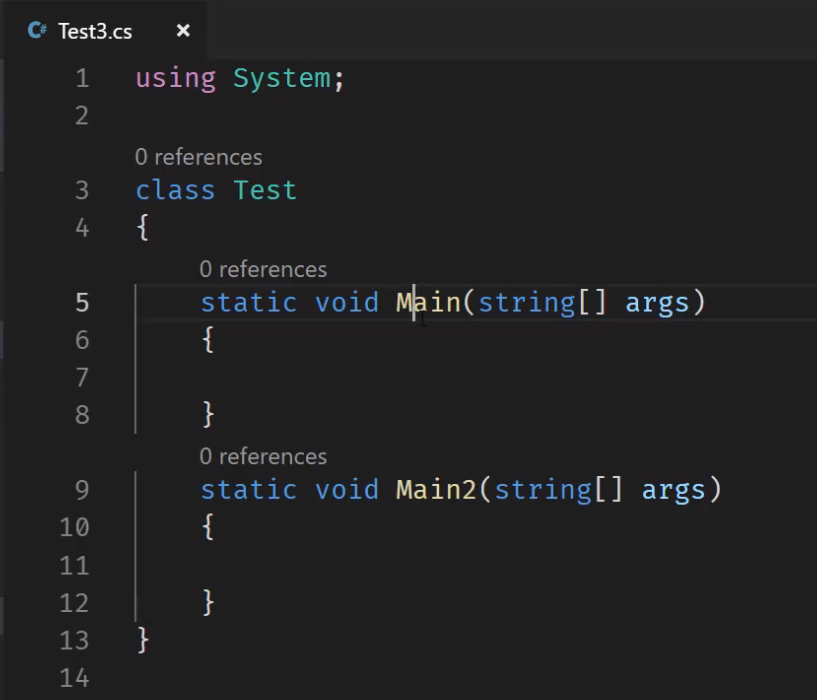 C# Test3.cs ×
1 using System;
2
0 references
3 class Test
4 {
0 references
5 static void Main(string[] args)
6 {
7
8 }
0 references
9 static void Main2(string[] args)
10 {
11
12 }
13 }
14